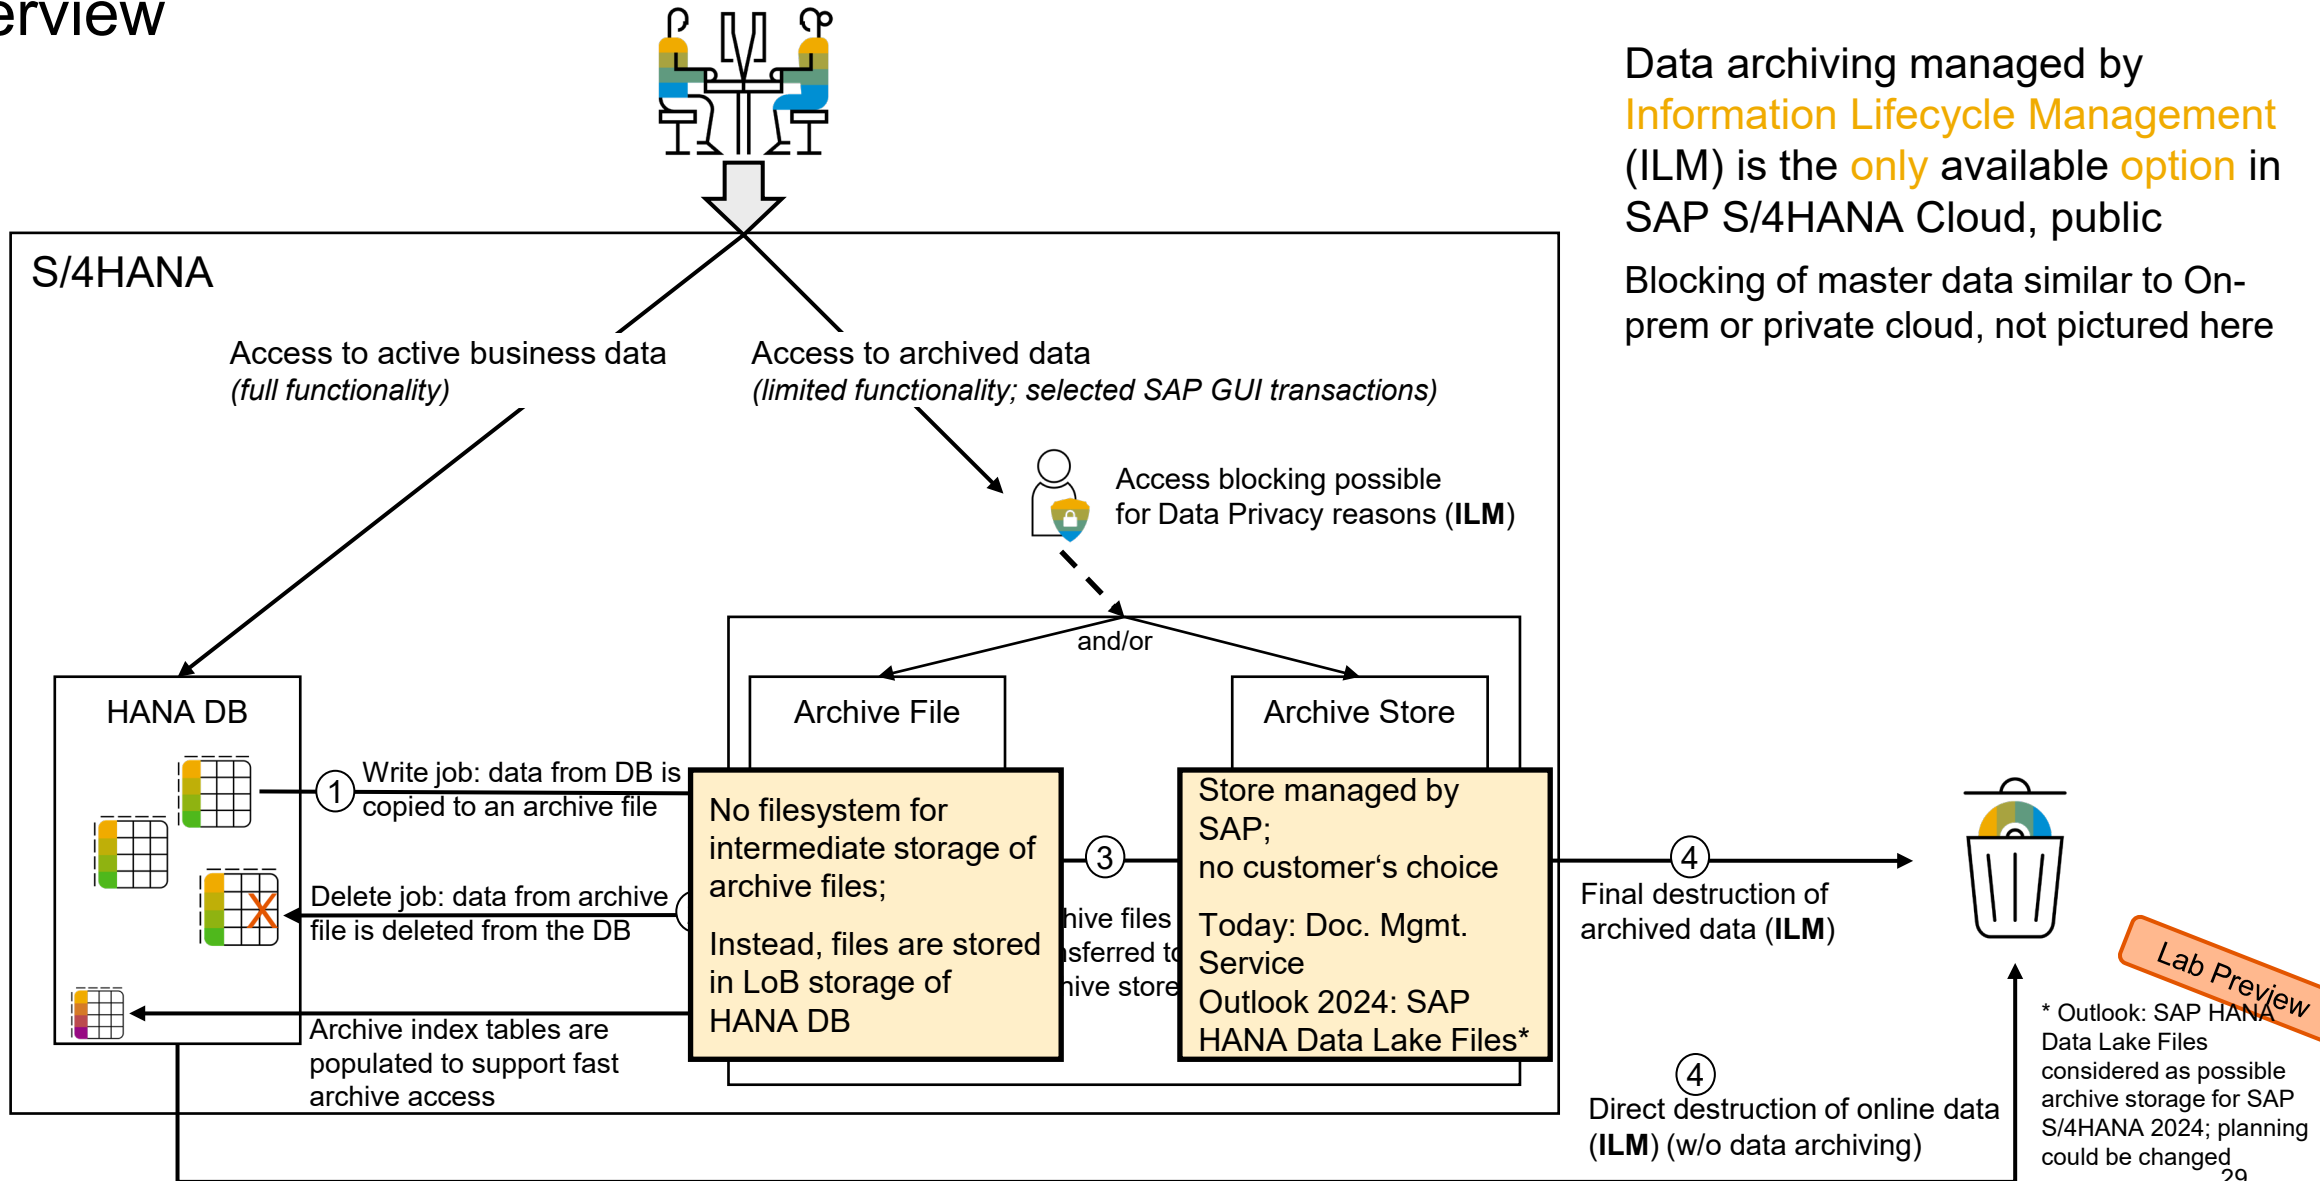 erview
Data archiving managed by
Information Lifecycle Management
(ILM) is the only available option in
SAP S/4HANA Cloud, public
Blocking of master data similar to On-
prem or private cloud, not pictured here
S/4HANA
Access to active business data
(full functionality)
Access to archived data
(limited functionality; selected SAP GUI transactions)
Access blocking possible
for Data Privacy reasons (ILM)
and/or
HANA DB
Archive File
Archive Store
1
Write job: data from DB is
copied to an archive file
Delete job: data from archive
file is deleted from the DB
Archive index tables are
populated to support fast
archive access
No filesystem for
intermediate storage of
archive files;
Instead, files are stored
in LoB storage of
HANA DB
3
hive files
sferred to
hive store
Store managed by
SAP;
no customer‘s choice
Today: Doc. Mgmt.
Service
Outlook 2024: SAP
HANA Data Lake Files*
4
Final destruction of
archived data (ILM)
4
Direct destruction of online data
(ILM) (w/o data archiving)
Lab Preview
* Outlook: SAP HANA
Data Lake Files
considered as possible
archive storage for SAP
S/4HANA 2024; planning
could be changed
29